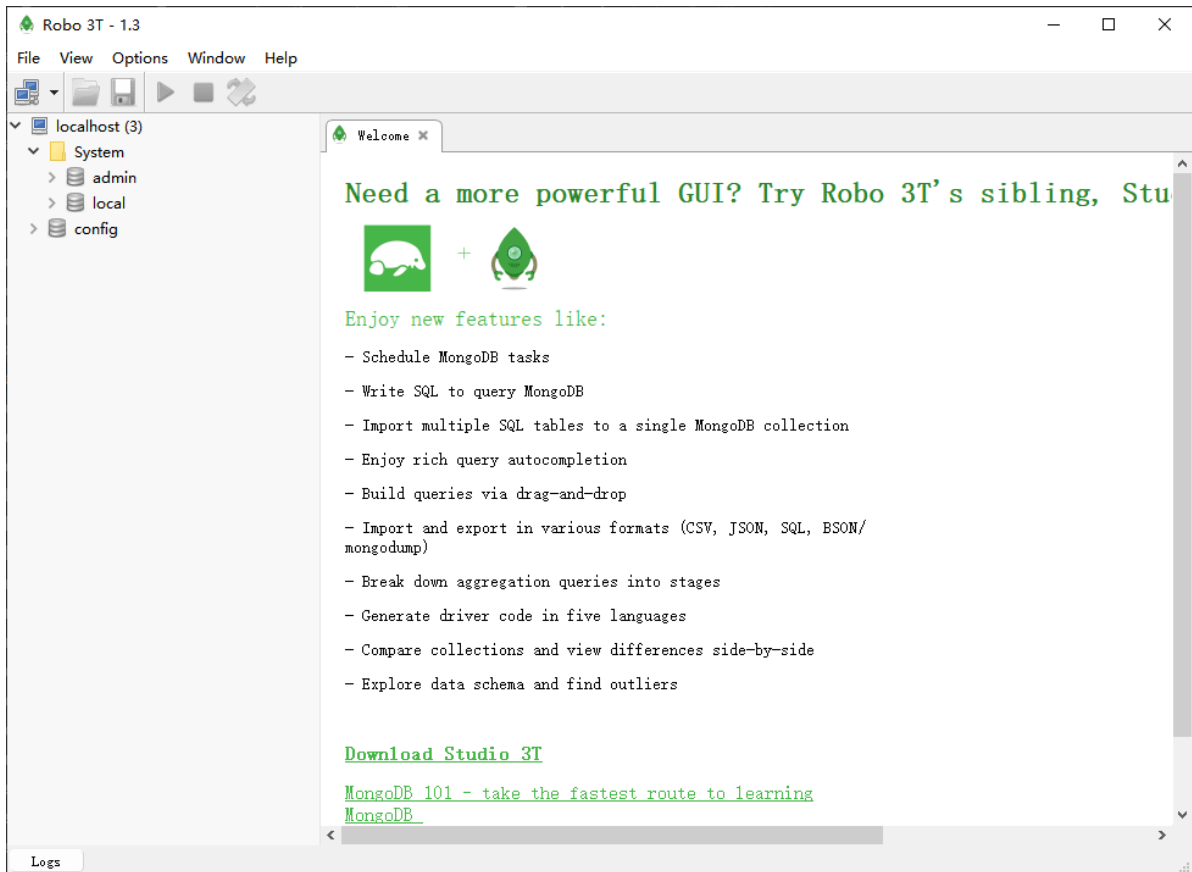 Robo 3T - 1.3
File View Options Window Help
localhost (3)
System
admin
local
config
Welcome
Need a more powerful GUI? Try Robo 3T's sibling, Stu
+
Enjoy new features like:
- Schedule MongoDB tasks
- Write SQL to query MongoDB
- Import multiple SQL tables to a single MongoDB collection
- Enjoy rich query autocompletion
- Build queries via drag-and-drop
- Import and export in various formats (CSV, JSON, SQL, BSON/
mongodump)
- Break down aggregation queries into stages
- Generate driver code in five languages
- Compare collections and view differences side-by-side
- Explore data schema and find outliers
Download Studio 3T
MongoDB 101 - take the fastest route to learning
MongoDB
Logs